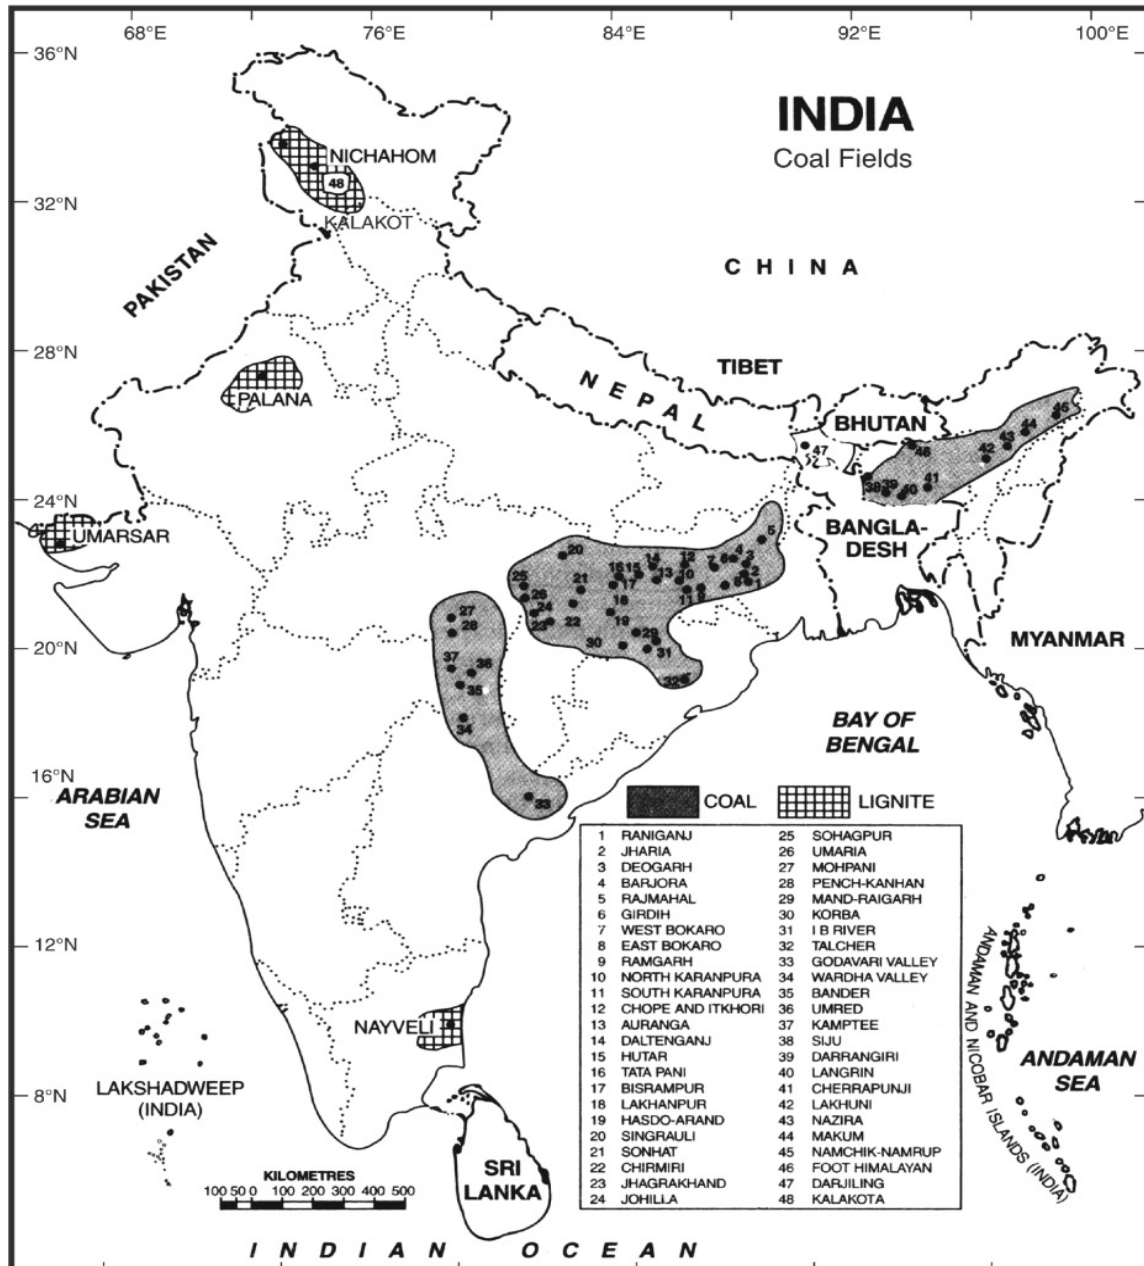 68°E 76°E 84°E 92°E 100°E
36°N
INDIA
Coal Fields
NICHAHOM
48
32°N
KALAKOT
PAKISTAN
CHINA
28°N
TIBET
NEPAL
PALANA
BHUTAN
45
44
43
42
46
47
41
40
39
38
24°N
BANGLA-
DESH
UMARSAR
5
20
4
12
14
7
6
3
16
15
13
10
2
25
21
17
8
1
26
11
9
24
18
27
23
22
19
28
29
30
31
20°N
MYANMAR
37
36
32
35
34
BAY OF
BENGAL
16°N
ARABIAN
SEA
33
COAL
LIGNITE
1 RANIGANJ
2 JHARIA
3 DEOGARH
4 BARJORA
5 RAJMAHAL
6 GIRDIH
7 WEST BOKARO
8 EAST BOKARO
9 RAMGARH
10 NORTH KARANPURA
11 SOUTH KARANPURA
12 CHOPE AND ITKHORI
13 AURANGA
14 DALTENGANJ
15 HUTAR
16 TATA PANI
17 BISRAMPUR
18 LAKHANPUR
19 HASDO-ARAND
20 SINGRAULI
21 SONHAT
22 CHIRMIRI
23 JHAGRAKHAND
24 JOHILLA
25 SOHAGPUR
26 UMARIA
27 MOHPANI
28 PENCH-KANHAN
29 MAND-RAIGARH
30 KORBA
31 I B RIVER
32 TALCHER
33 GODAVARI VALLEY
34 WARDHA VALLEY
35 BANDER
36 UMRED
37 KAMPTEE
38 SIJU
39 DARRANGIRI
40 LANGRIN
41 CHERRAPUNJI
42 LAKHUNI
43 NAZIRA
44 MAKUM
45 NAMCHIK-NAMRUP
46 FOOT HIMALAYAN
47 DARJILING
48 KALAKOTA
12°N
NAYVELI
ANDAMAN AND NICOBAR ISLANDS (INDIA)
ANDAMAN
SEA
LAKSHADWEEP
(INDIA)
8°N
SRI
LANKA
KILOMETRES
100 50 0 100 200 300 400 500
INDIAN OCEAN